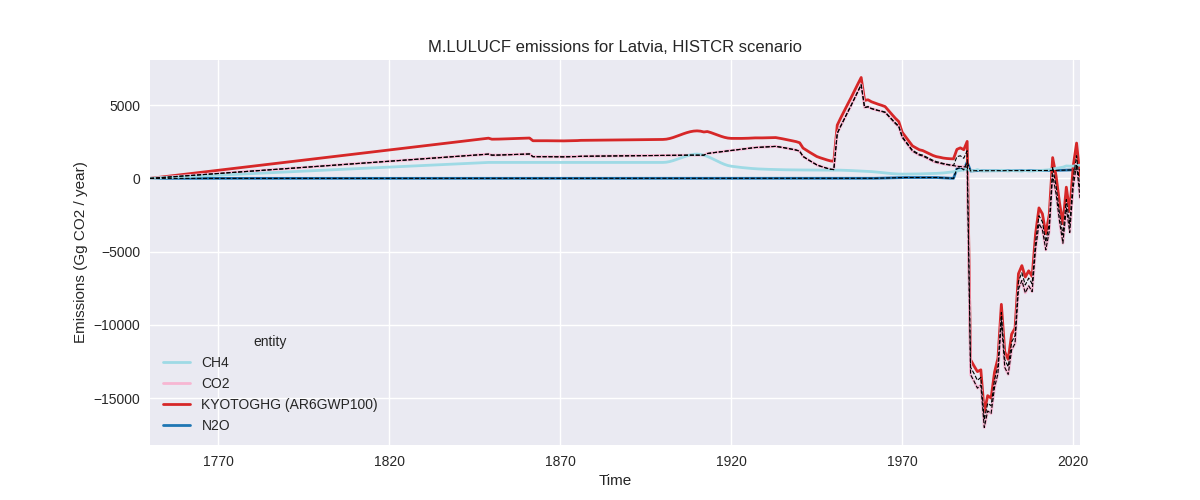 M.LULUCF emissions for Latvia, HISTCR scenario
Emissions (Gg CO2 / year)
5000
0
−5000
−10000
−15000
entity
CH4
CO2
KYOTOGHG (AR6GWP100)
N2O
1770
1820
1870
1920
1970
2020
Time